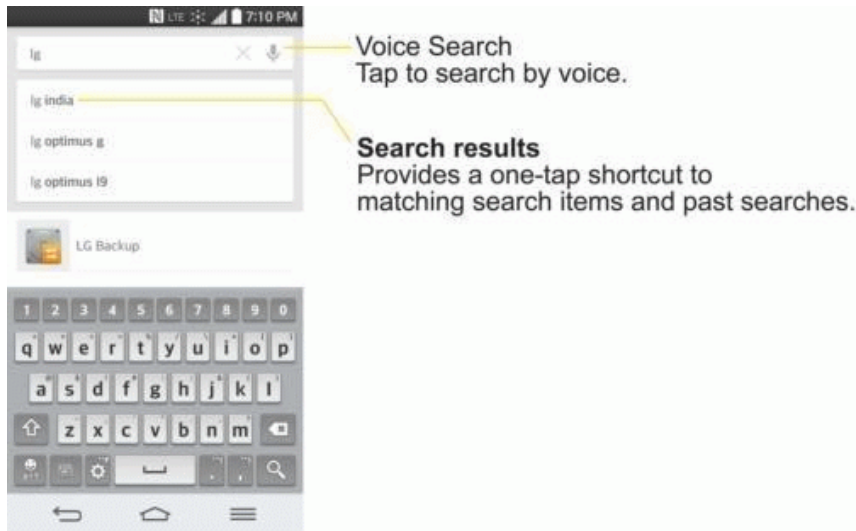 LTE 7:10 PM
lg
Voice Search
Tap to search by voice.
lg india
lg optimus g
lg optimus l9
Search results
Provides a one-tap shortcut to
matching search items and past searches.
LG Backup
1 2 3 4 5 6 7 8 9 0
q w e r t y u i o p
a s d f g h j k l
z x c v b n m
. ,